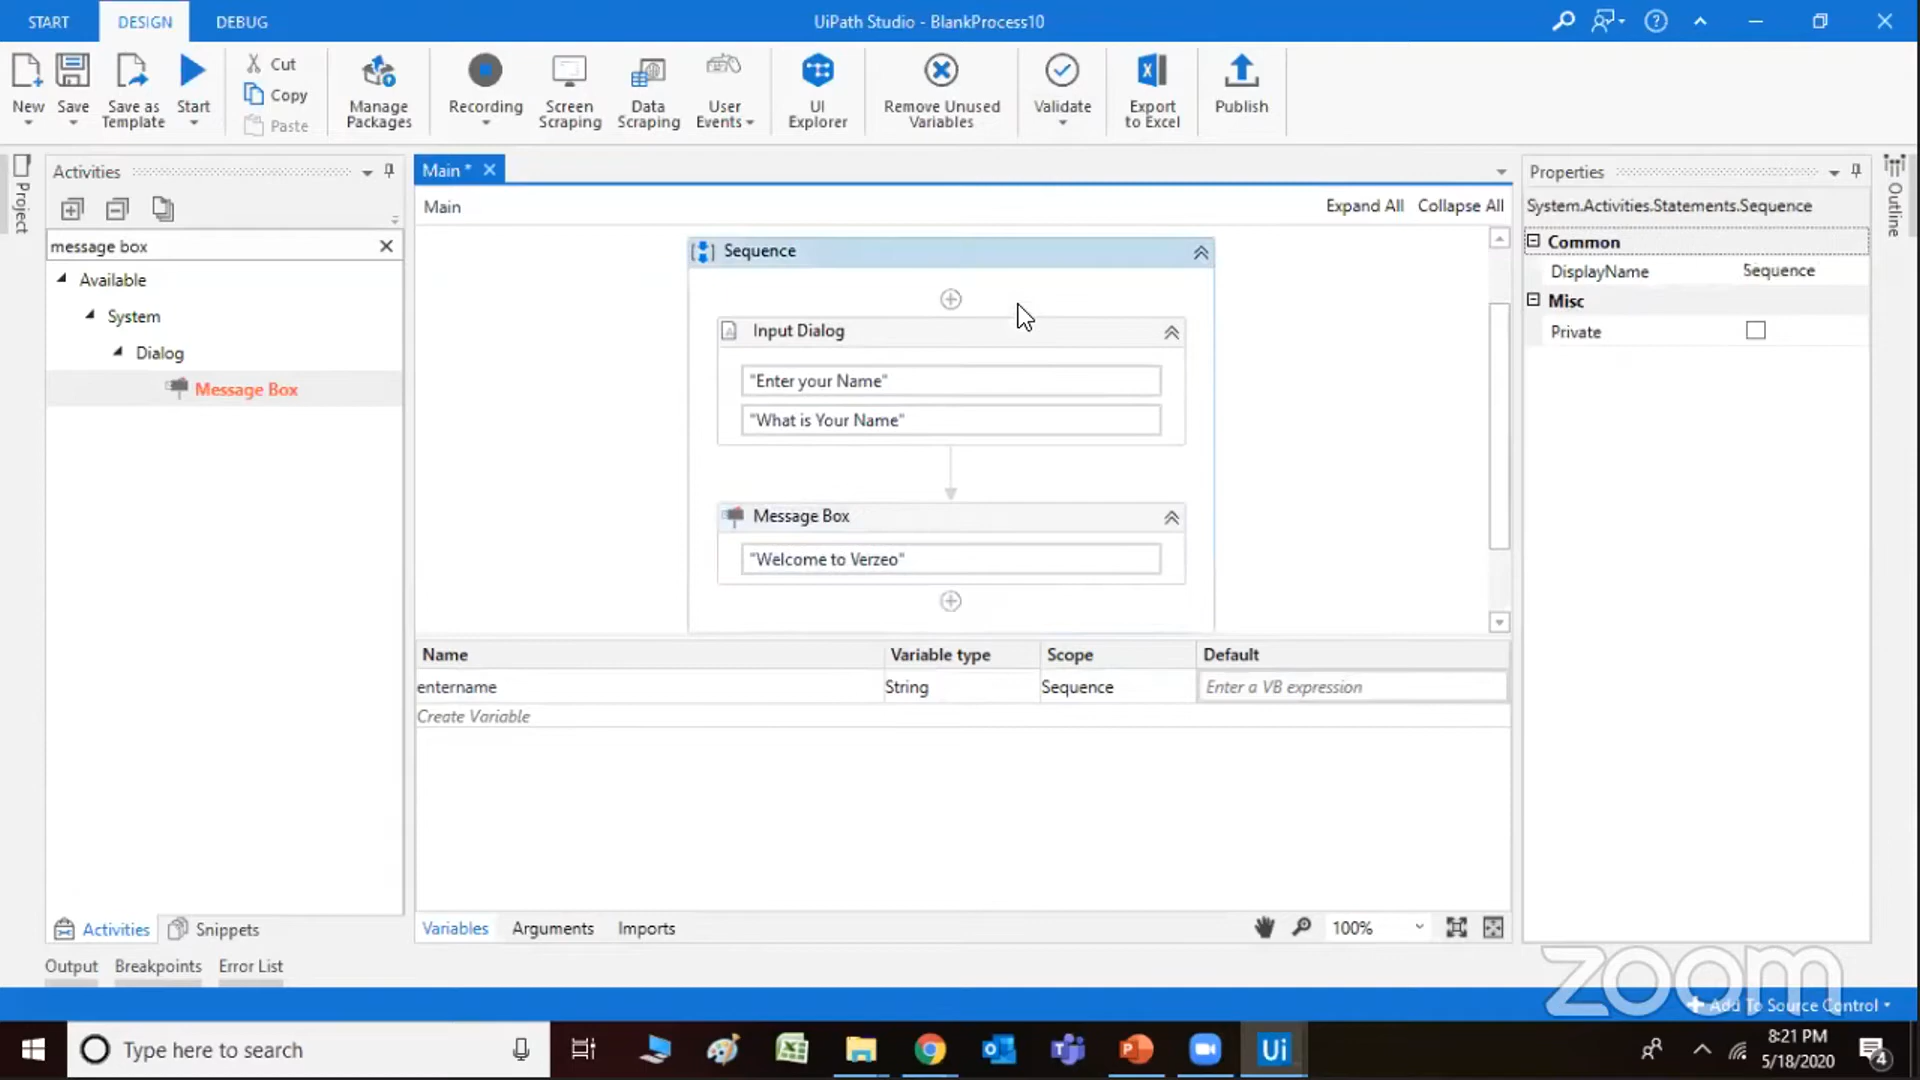 START DESIGN DEBUG UiPath Studio - BlankProcess10
New Save Save as Template Start Cut Copy Paste Manage Packages Recording Screen Scraping Data Scraping User Events UI Explorer Remove Unused Variables Validate Export to Excel Publish
Project
Activities
message box
Available
System
Dialog
Message Box
Main *
Main Expand All Collapse All
Sequence
Input Dialog
"Enter your Name"
"What is Your Name"
Message Box
"Welcome to Verzeo"
Name Variable type Scope Default
entername String Sequence Enter a VB expression
Create Variable
Variables Arguments Imports 100%
Properties
System.Activities.Statements.Sequence
Common
DisplayName Sequence
Misc
Private
Outline
Activities Snippets
Output Breakpoints Error List
zoom
Add To Source Control
Type here to search
Ui
8:21 PM
5/18/2020
4